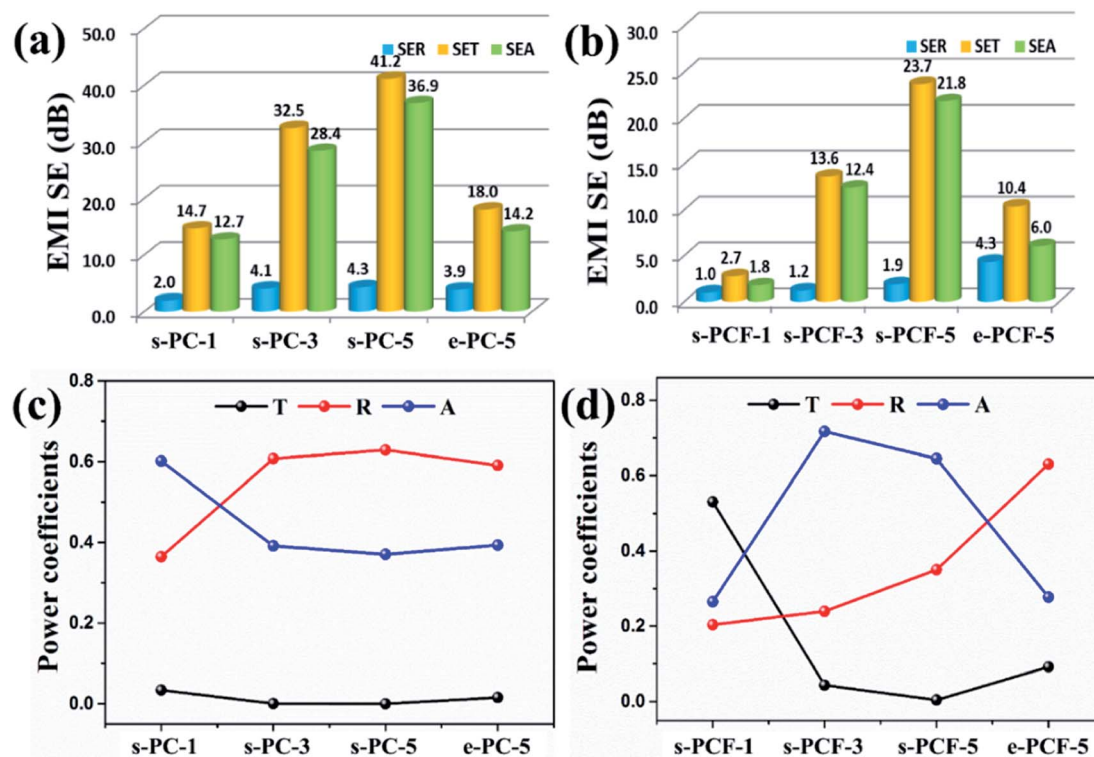 (a)
EMI SE (dB)
50.0
40.0
30.0
20.0
10.0
0.0
SER SET SEA
2.0 14.7 12.7
4.1 32.5 28.4
4.3 41.2 36.9
3.9 18.0 14.2
s-PC-1 s-PC-3 s-PC-5 e-PC-5
(b)
EMI SE (dB)
30.0
25.0
20.0
15.0
10.0
5.0
0.0
SER SET SEA
1.0 2.7 1.8
1.2 13.6 12.4
1.9 23.7 21.8
4.3 10.4 6.0
s-PCF-1 s-PCF-3 s-PCF-5 e-PCF-5
(c)
Power coefficients
0.8
0.6
0.4
0.2
0.0
T R A
s-PC-1 s-PC-3 s-PC-5 e-PC-5
(d)
Power coefficients
0.8
0.6
0.4
0.2
0.0
T R A
s-PCF-1 s-PCF-3 s-PCF-5 e-PCF-5